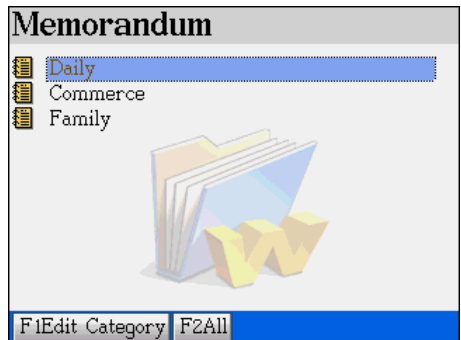 Memorandum
Daily
Commerce
Family
F1Edit Category F2All